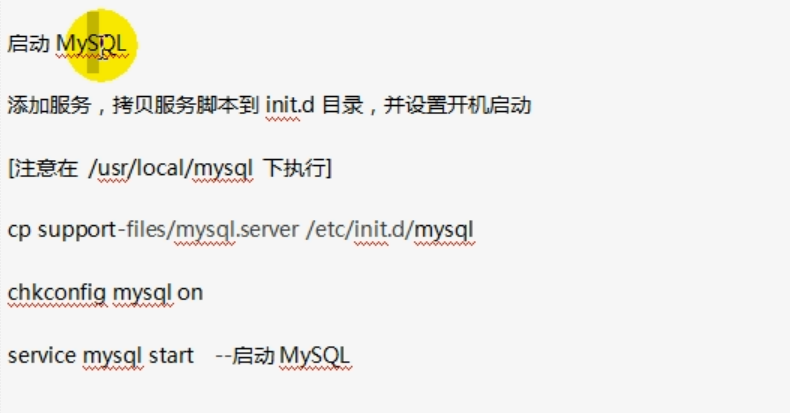 启动 MySQL
添加服务，拷贝服务脚本到 init.d 目录，并设置开机启动
[注意在 /usr/local/mysql 下执行]
cp support-files/mysql.server /etc/init.d/mysql
chkconfig mysql on
service mysql start --启动 MySQL